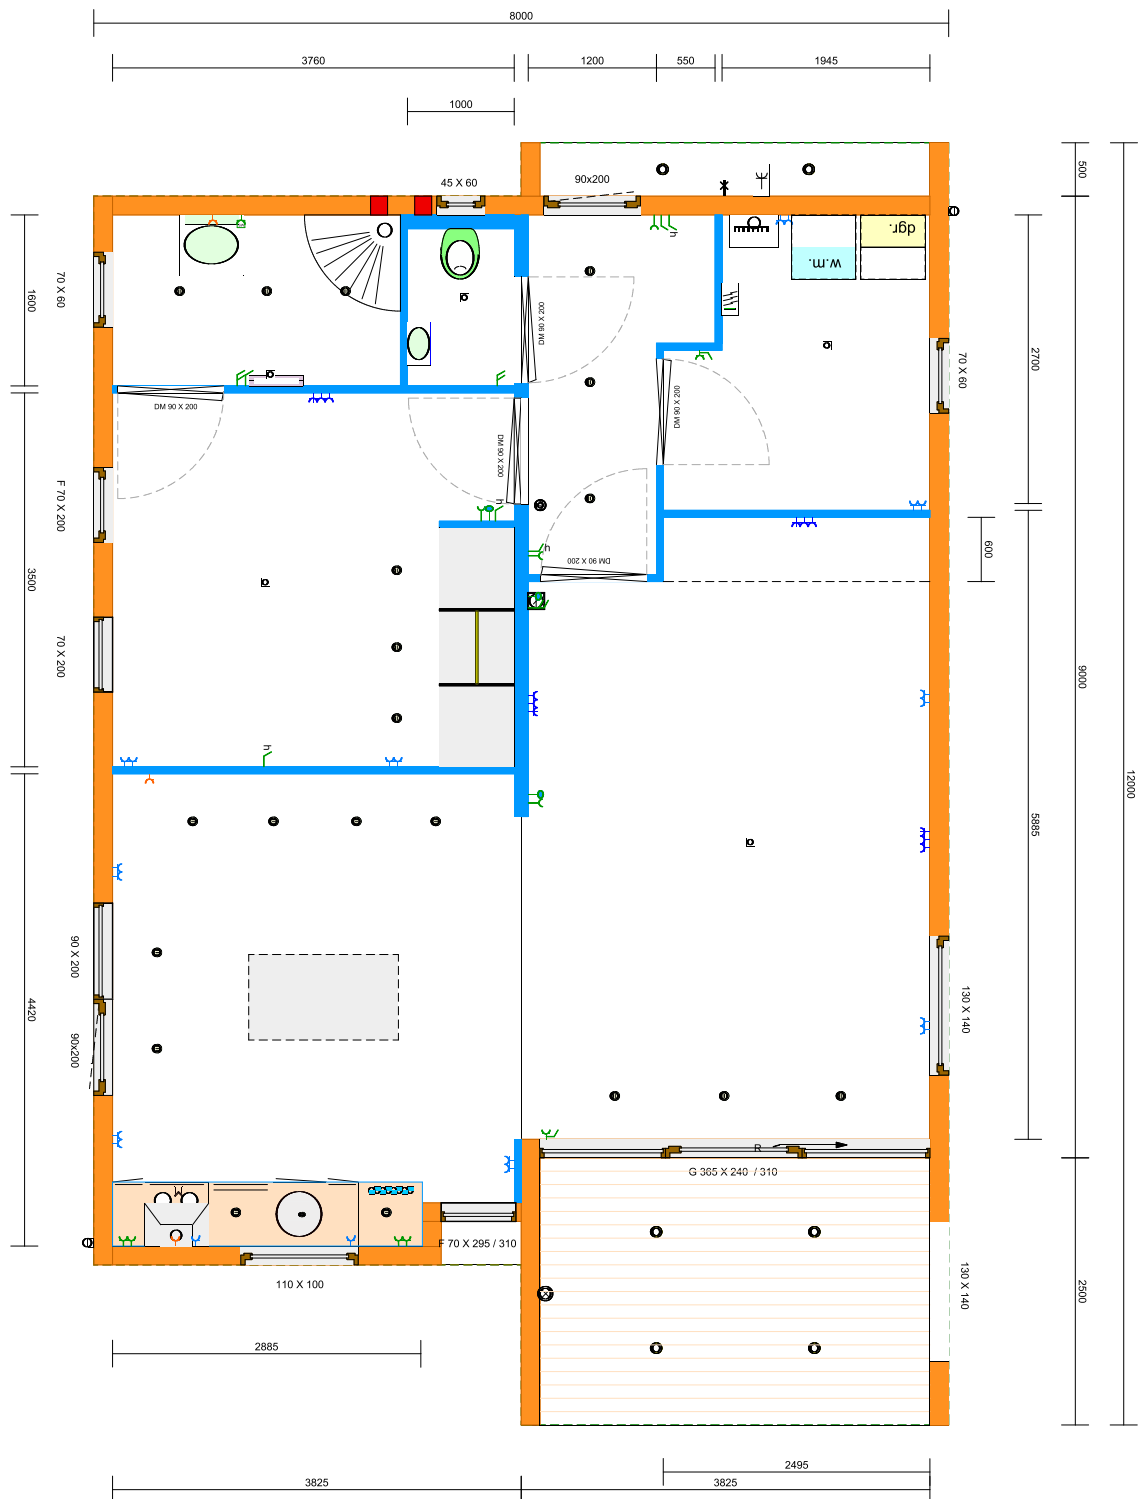 8000
3760
1200
550
1945
1000
500
45 X 60
90x200
h
dgr.
w.m.
70 X 60
1600
DM 90 X 200
2700
70 X 60
DM 90 X 200
DM 90 X 200
DM 90 X 200
h
F 70 X 200
h
DM 90 X 200
600
3500
70 X 200
9000
12000
h
5885
90 X 200
90x200
4420
130 X 140
R
G 365 X 240 / 310
F 70 X 295 / 310
110 X 100
130 X 140
2500
2885
2495
3825
3825